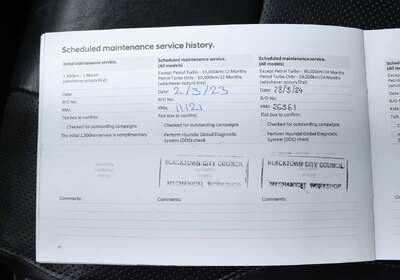 Scheduled maintenance service history.
Initial maintenance service.
1,500km / 1 Month
(whichever occurs first)
Date:
R/O No:
KMs:
Tick box to confirm:
Checked for outstanding campaigns
The initial 1,500km service is complimentary
Comments:
Scheduled maintenance service.
(All models)
Except Petrol Turbo - 15,000km/12 Months
Petrol Turbo Only - 10,000km/12 Months
(whichever occurs first)
Date: 2/3/23
R/O No:
KMs: 11121
Tick box to confirm:
Checked for outstanding campaigns
Perform Hyundai Global Diagnostic
System (GDS) check
BLACKTOWN CITY COUNCIL
MECHANICAL WORKSHOP
Comments:
Scheduled maintenance service.
(All models)
Except Petrol Turbo - 30,000km/24 Months
Petrol Turbo Only - 20,000km/24 Months
(whichever occurs first)
Date: 28/3/24
R/O No:
KMs: 26361
Tick box to confirm:
Checked for outstanding campaigns
Perform Hyundai Global Diagnostic
System (GDS) check
BLACKTOWN CITY COUNCIL
MECHANICAL WORKSHOP
Comments: